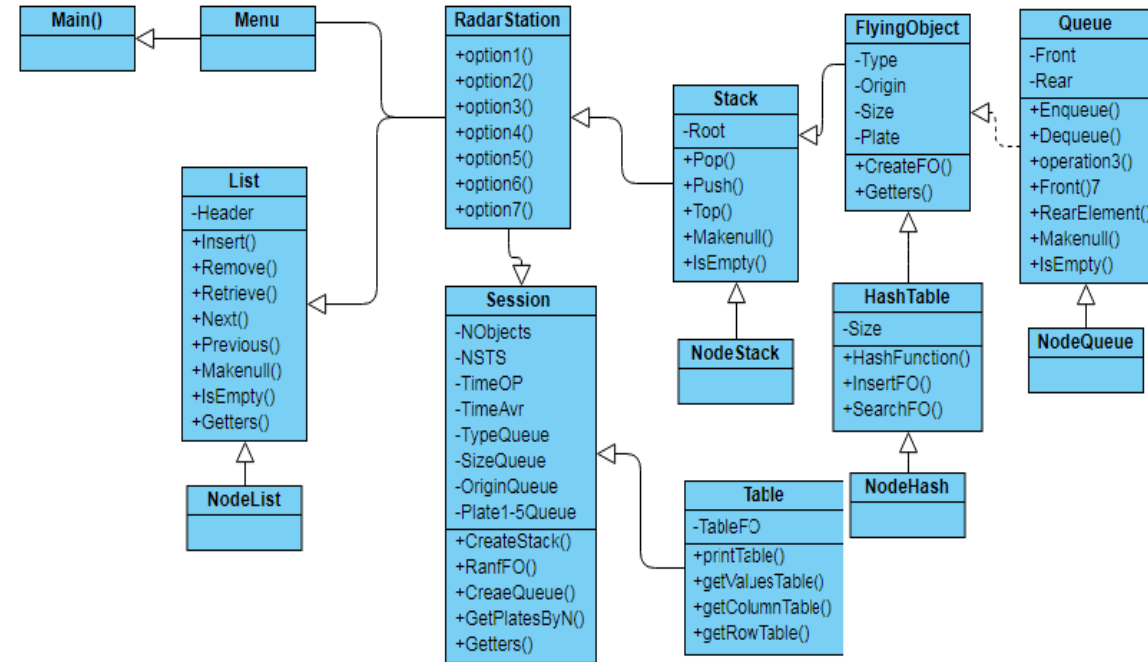 Main()
Menu
RadarStation
+option1()
+option2()
+option3()
+option4()
+option5()
+option6()
+option7()
List
-Header
+Insert()
+Remove()
+Retrieve()
+Next()
+Previous()
+Makenull()
+IsEmpty()
+Getters()
NodeList
Session
-NObjects
-NSTS
-TimeOP
-TimeAvr
-TypeQueue
-SizeQueue
-OriginQueue
-Plate1-5Queue
+CreateStack()
+RanfFO()
+CreaeQueue()
+GetPlatesByN()
+Getters()
Stack
-Root
+Pop()
+Push()
+Top()
+Makenull()
+IsEmpty()
NodeStack
Table
-TableFO
+printTable()
+getValuesTable()
+getColumnTable()
+getRowTable()
FlyingObject
-Type
-Origin
-Size
-Plate
+CreateFO()
+Getters()
HashTable
-Size
+HashFunction()
+InsertFO()
+SearchFO()
NodeHash
Queue
-Front
-Rear
+Enqueue()
+Dequeue()
+operation3()
+Front()7
+RearElement()
+Makenull()
+IsEmpty()
NodeQueue